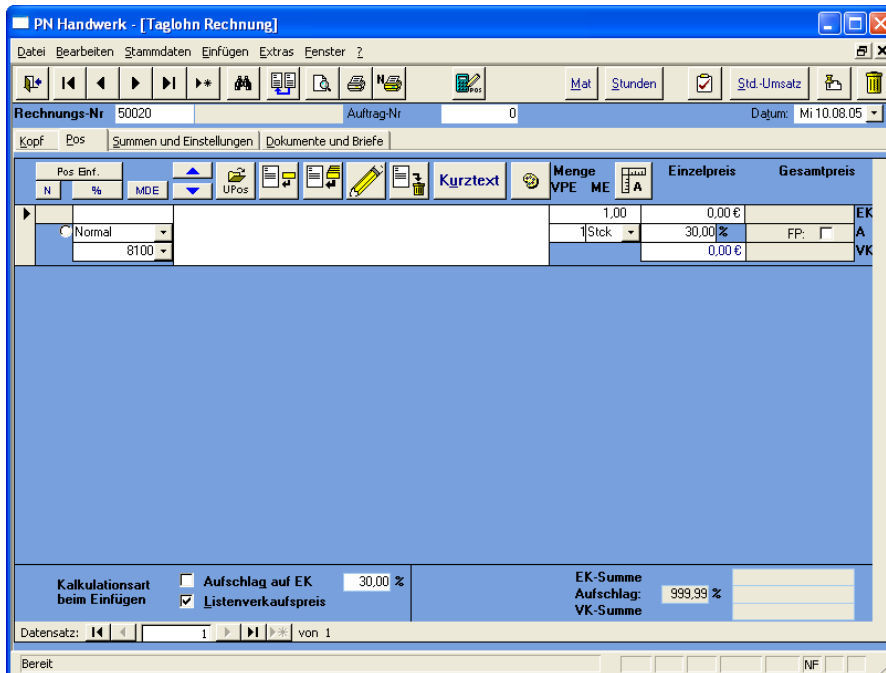 PN Handwerk - [Taglohn Rechnung]
Datei Bearbeiten Stammdaten Einfügen Extras Fenster ?
N Pos Mat Stunden Std.-Umsatz
Rechnungs-Nr 50020 Auftrag-Nr 0 Datum: Mi 10.08.05
Kopf Pos Summen und Einstellungen Dokumente und Briefe
Pos Einf. Menge Einzelpreis Gesamtpreis
N % MDE UPos Kurztext VPE ME A
1,00 0,00 € EK
Normal 1 Stck 30,00 % FP: A
8100 0,00 € VK
Kalkulationsart beim Einfügen
Aufschlag auf EK 30,00 %
Listenverkaufspreis
EK-Summe
Aufschlag: 999,99 %
VK-Summe
Datensatz: 1 von 1
Bereit NF